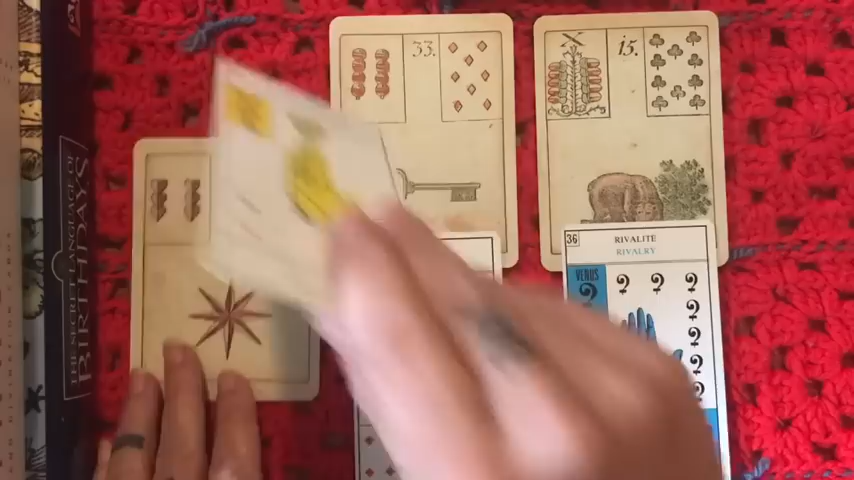 33.
X
15.
THE SECRET LANGUAGE OF
BIRTHDAYS
36
RIVALITE
RIVALRY
VENUS